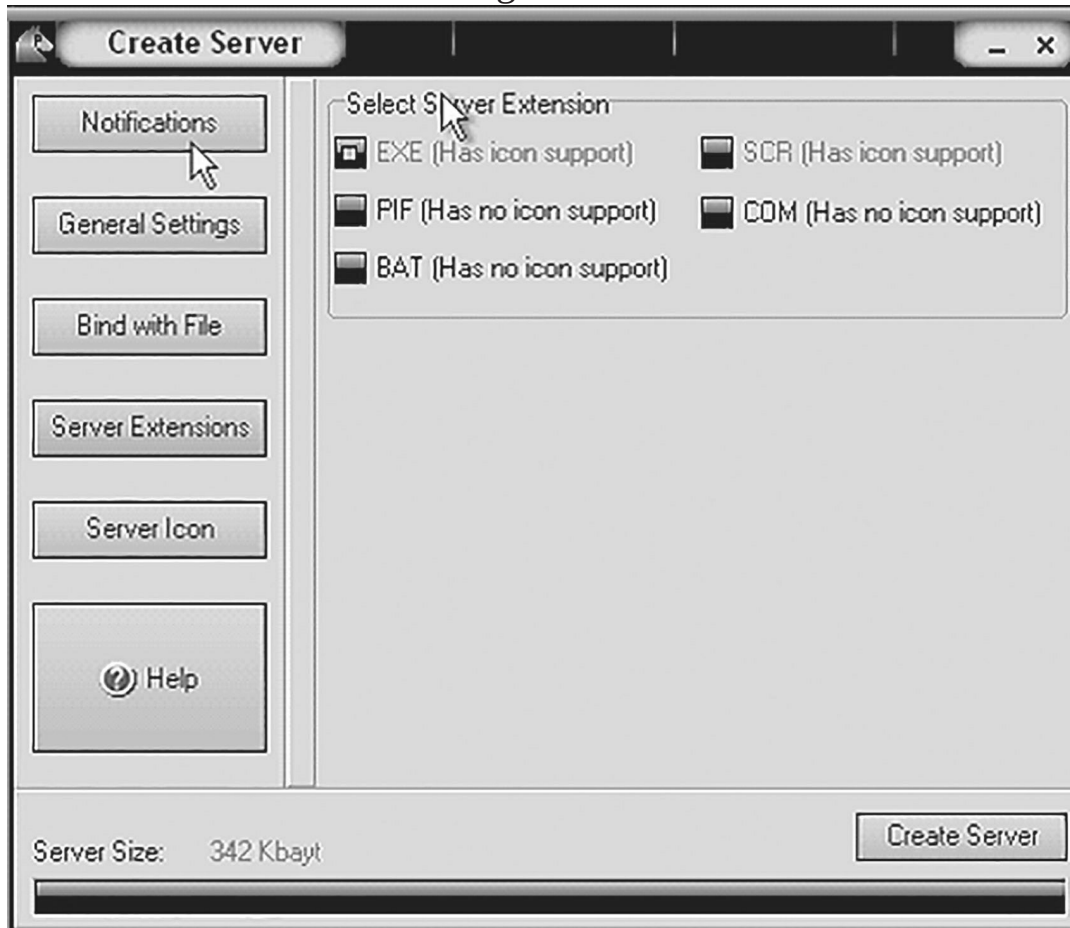 Create Server
Notifications
General Settings
Bind with File
Server Extensions
Server Icon
Help
Select Server Extension
EXE (Has icon support)
SCR (Has icon support)
PIF (Has no icon support)
COM (Has no icon support)
BAT (Has no icon support)
Server Size: 342 Kbayt
Create Server